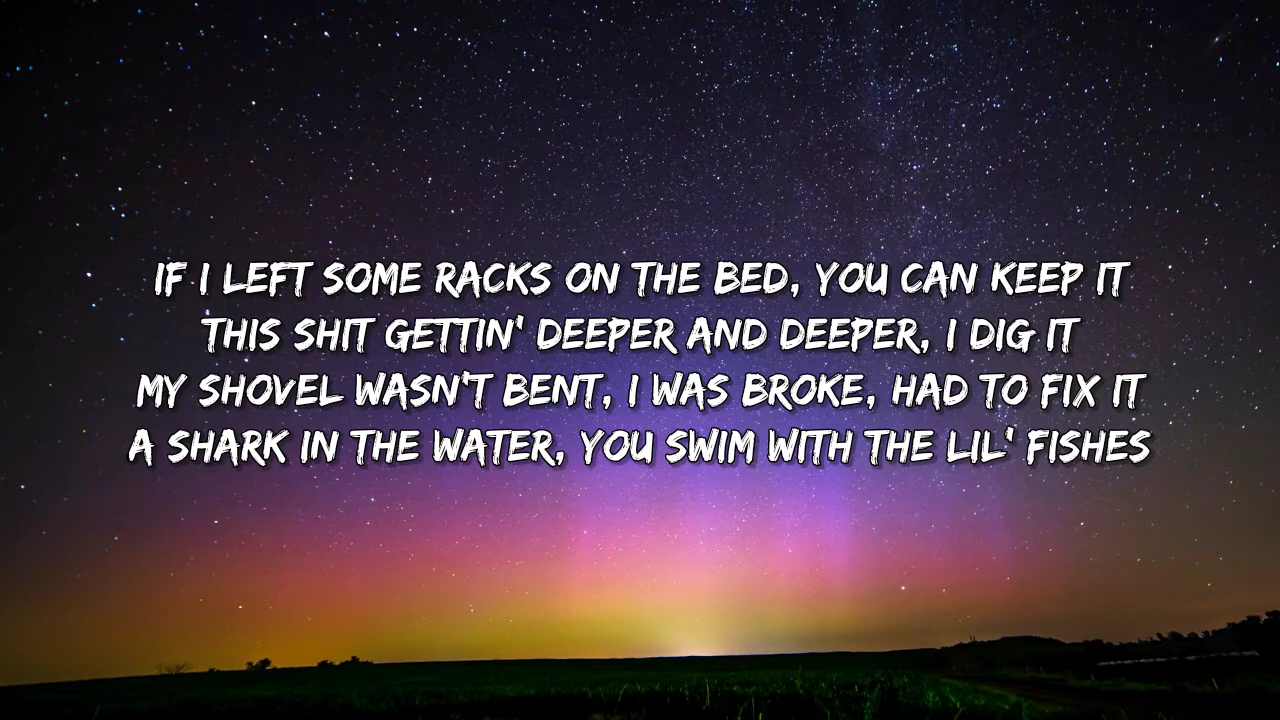 IF I LEFT SOME RACKS ON THE BED, YOU CAN KEEP IT
THIS SHIT GETTIN' DEEPER AND DEEPER, I DIG IT
MY SHOVEL WASN'T BENT, I WAS BROKE, HAD TO FIX IT
A SHARK IN THE WATER, YOU SWIM WITH THE LIL' FISHES